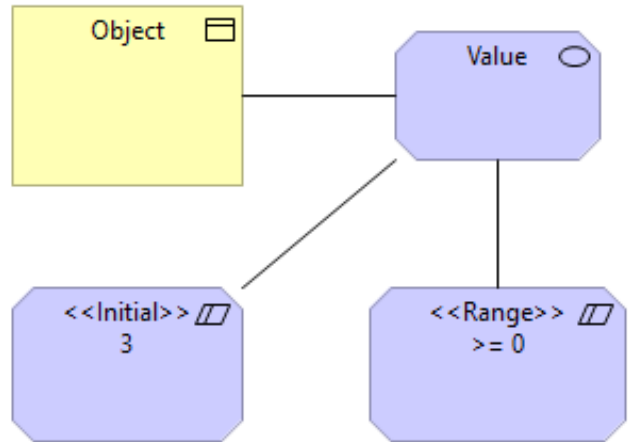 Object
Value
<<Initial>>
3
<<Range>>
>= 0